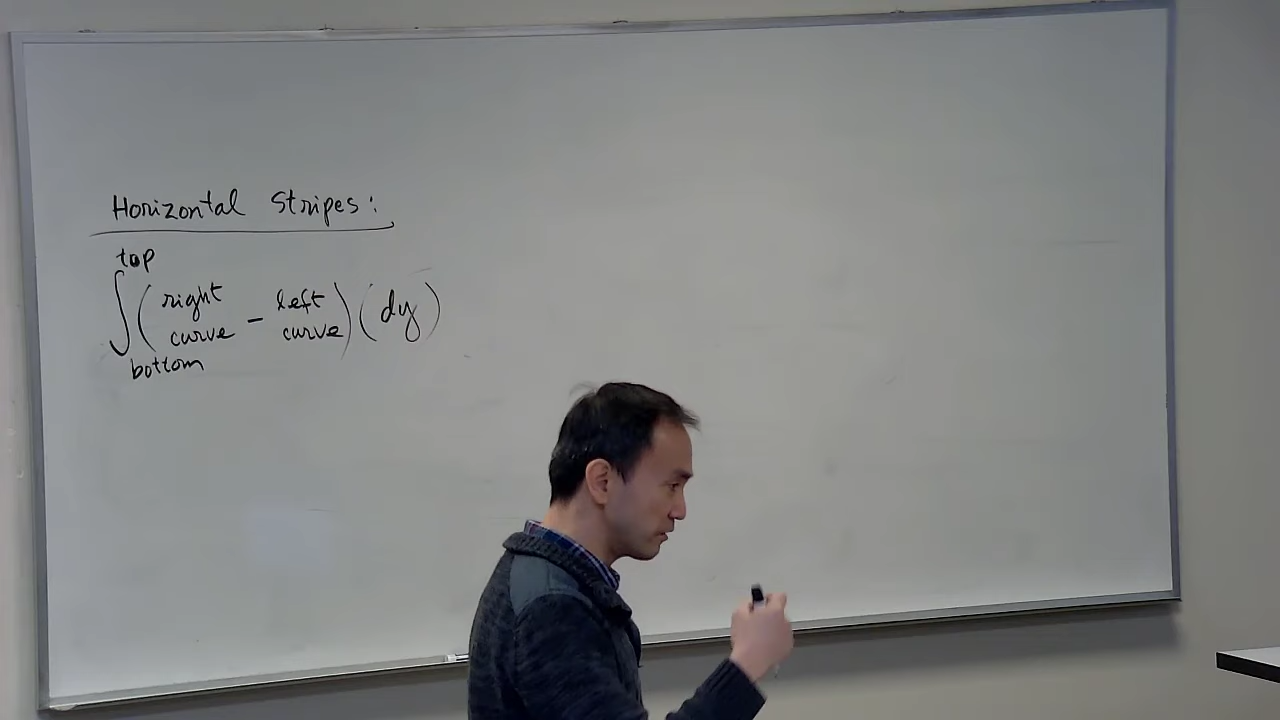 Horizontal Stripes:
top
∫(right curve - left curve)(dy)
bottom